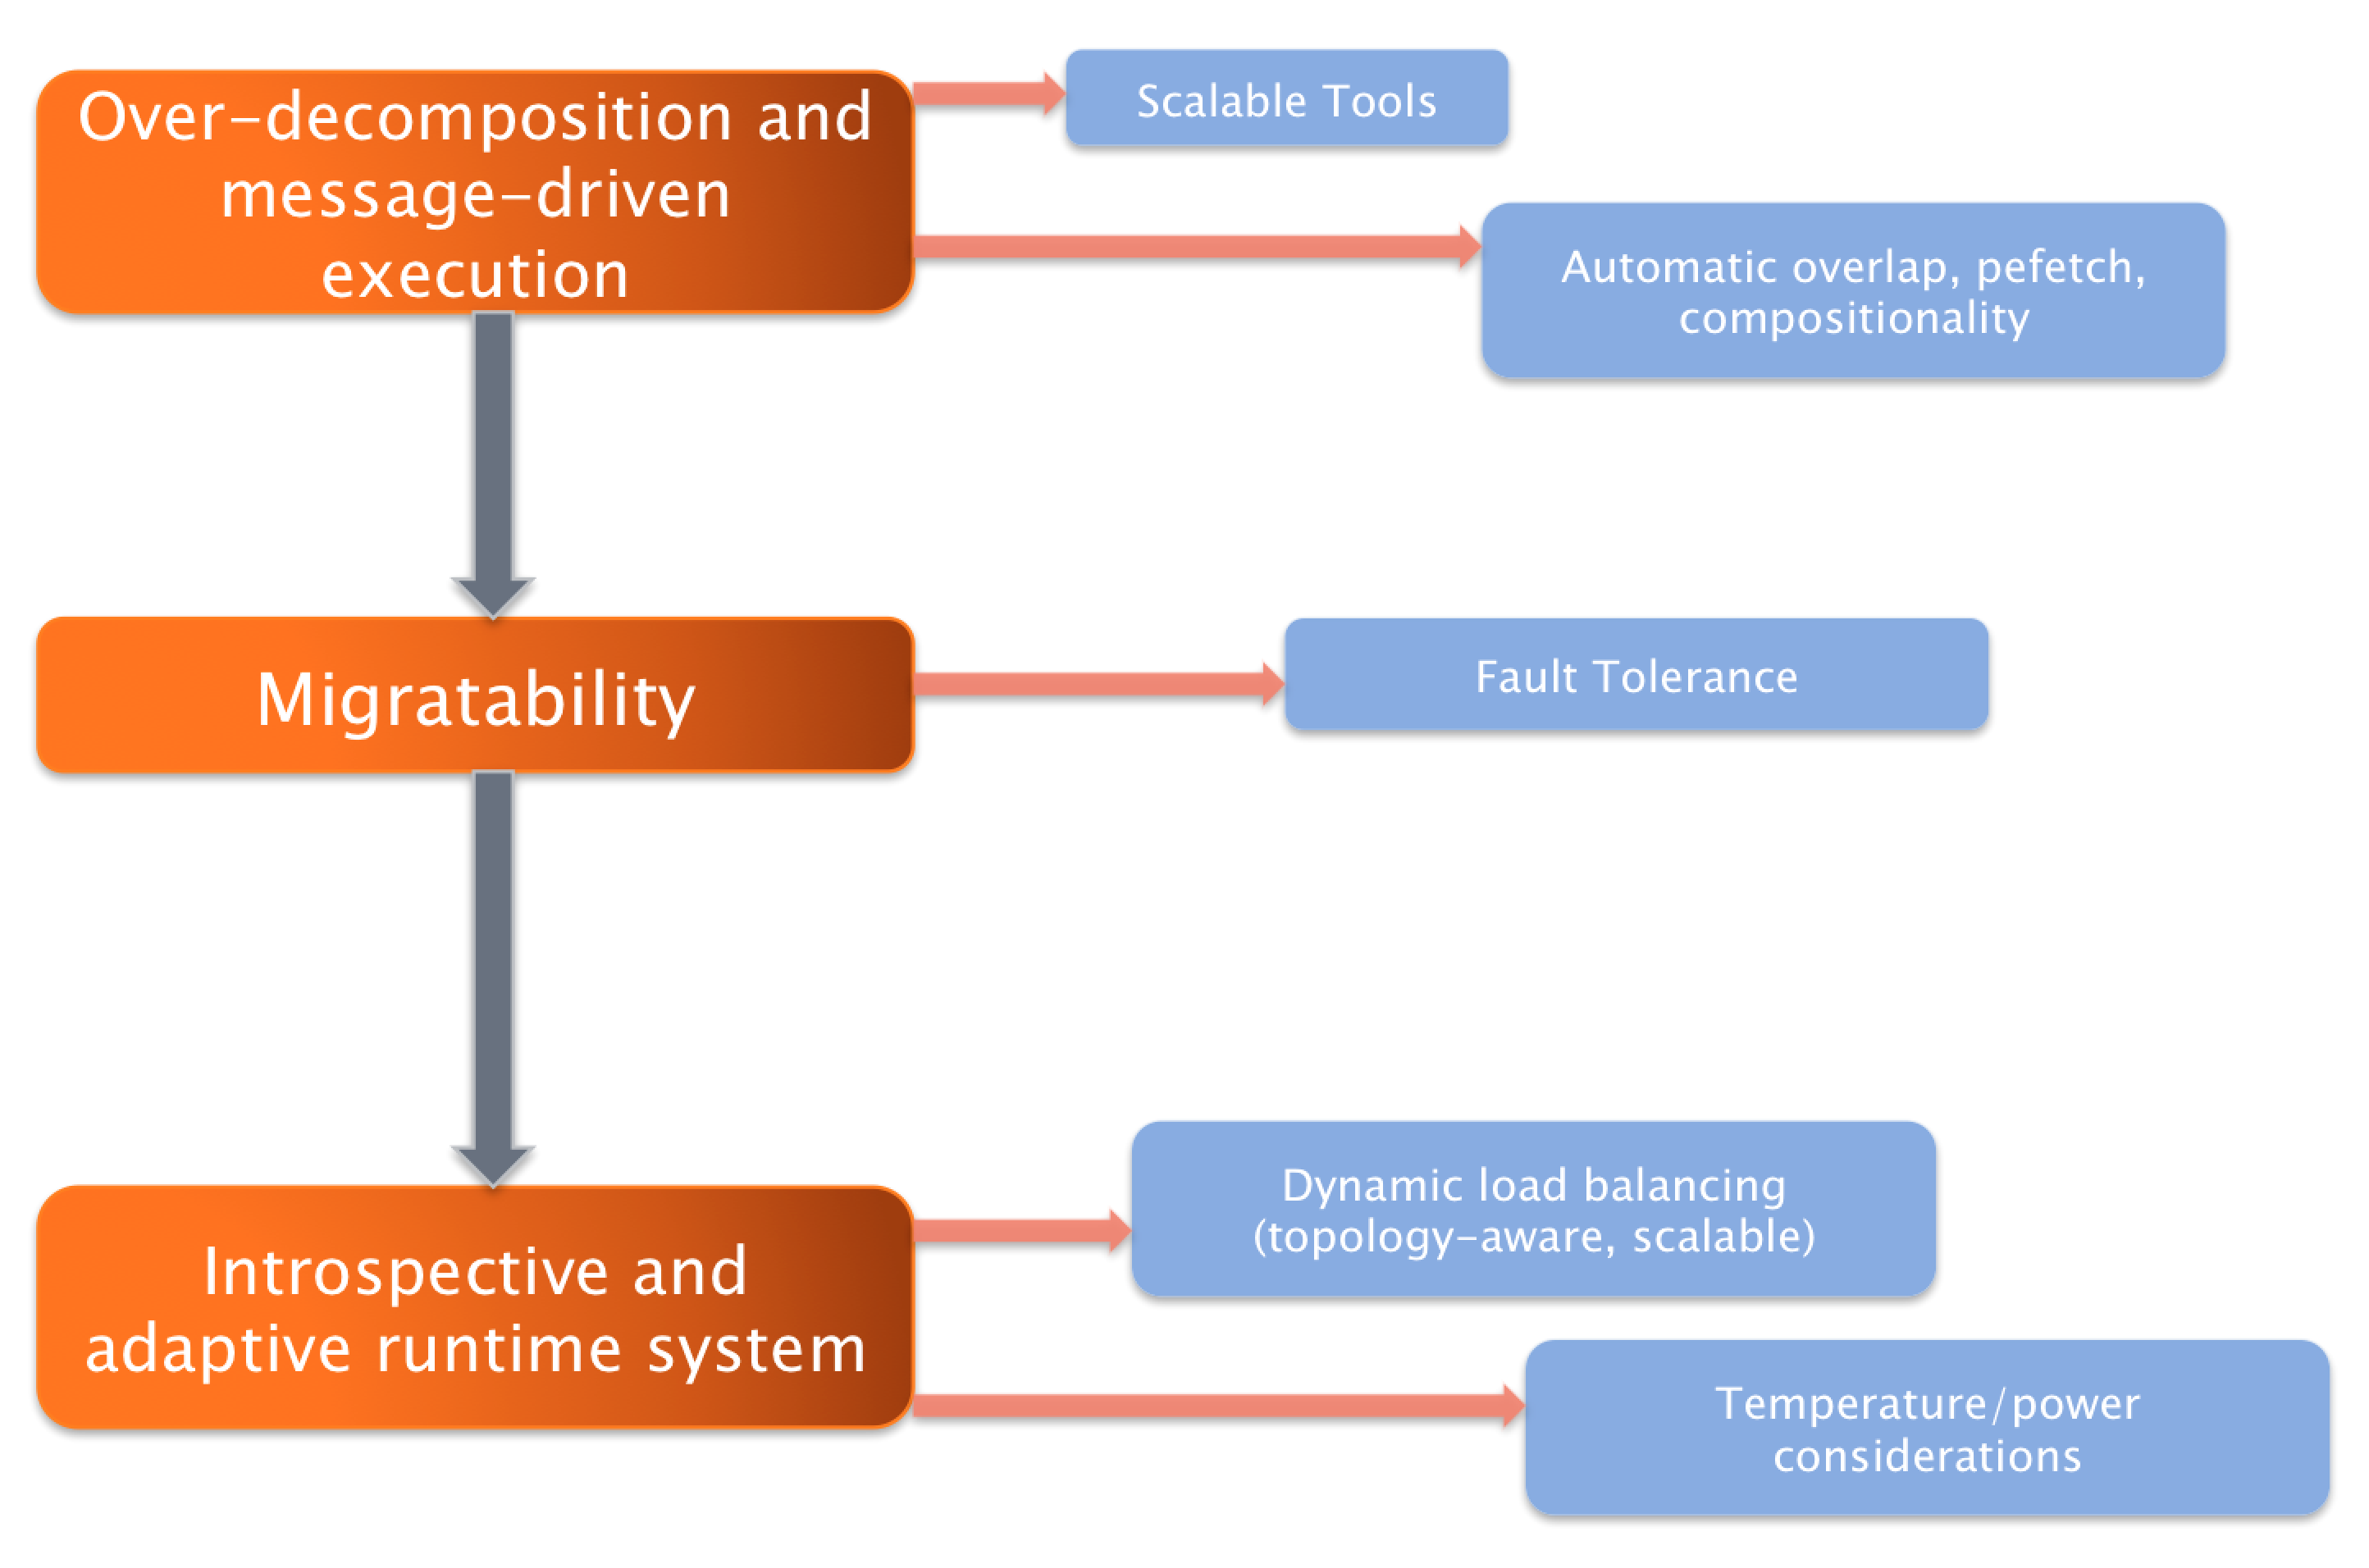 Over-decomposition and
message-driven
execution
Scalable Tools
Automatic overlap, pefetch,
compositionality
Migratability
Fault Tolerance
Introspective and
adaptive runtime system
Dynamic load balancing
(topology-aware, scalable)
Temperature/power
considerations